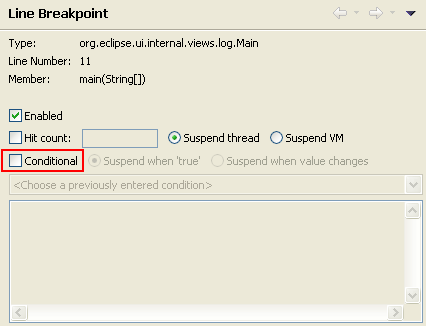 Line Breakpoint
Type: org.eclipse.ui.internal.views.log.Main
Line Number: 11
Member: main(String[])
Enabled
Hit count: Suspend thread Suspend VM
Conditional Suspend when 'true' Suspend when value changes
<Choose a previously entered condition>